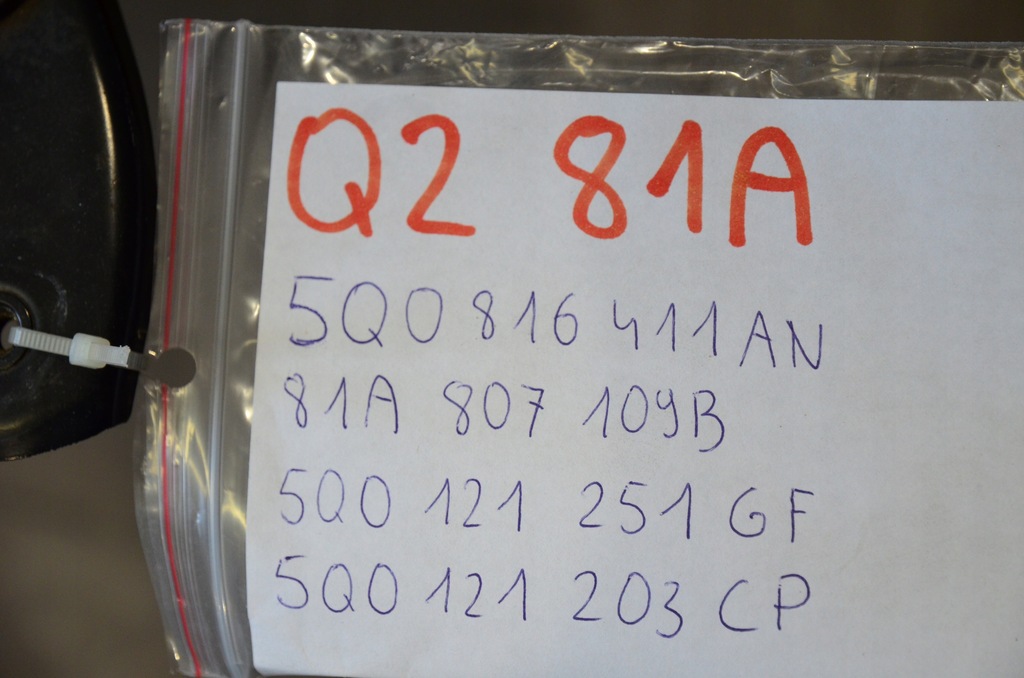 Q2 81A
5Q0 816 411 AN
81A 807 109B
5Q0 121 251 GF
5Q0 121 203 CP